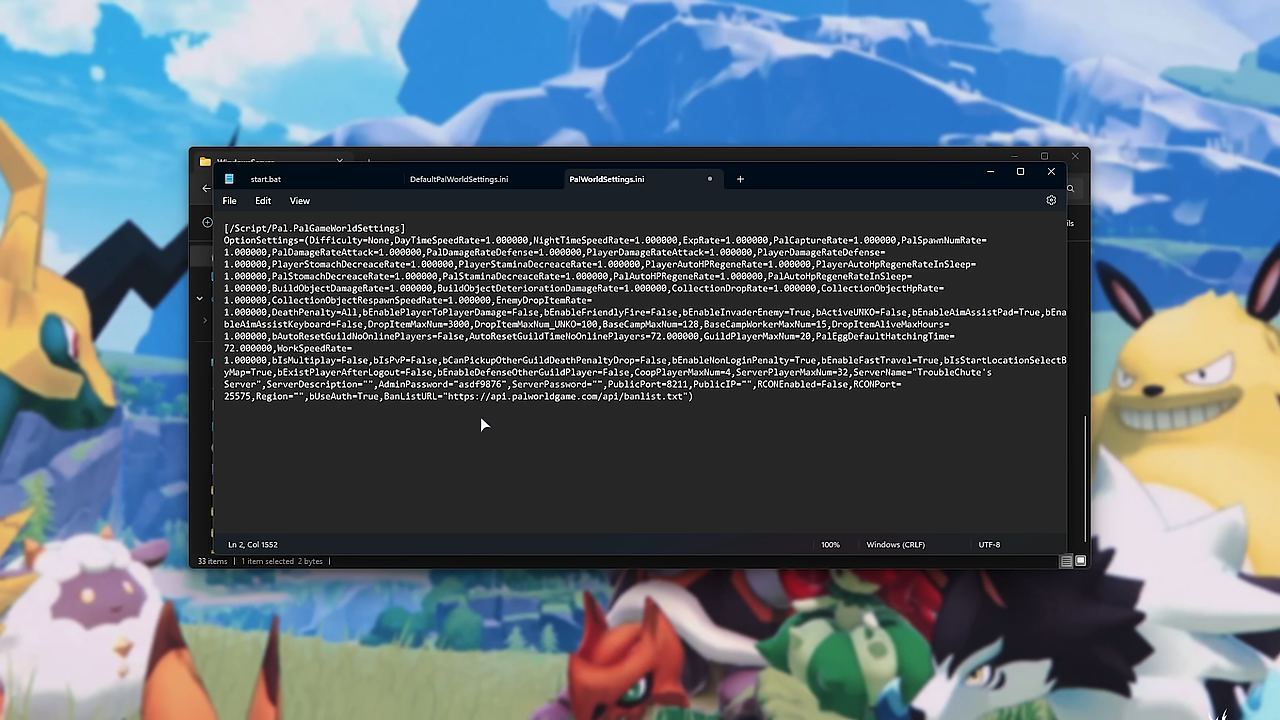 WindowsServer
start.bat
DefaultPalWorldSettings.ini
PalWorldSettings.ini
File
Edit
View
ils
[/Script/Pal.PalGameWorldSettings]
OptionSettings=(Difficulty=None,DayTimeSpeedRate=1.000000,NightTimeSpeedRate=1.000000,ExpRate=1.000000,PalCaptureRate=1.000000,PalSpawnNumRate=
1.000000,PalDamageRateAttack=1.000000,PalDamageRateDefense=1.000000,PlayerDamageRateAttack=1.000000,PlayerDamageRateDefense=
1.000000,PlayerStomachDecreaceRate=1.000000,PlayerStaminaDecreaceRate=1.000000,PlayerAutoHPRegeneRate=1.000000,PlayerAutoHpRegeneRateInSleep=
1.000000,PalStomachDecreaceRate=1.000000,PalStaminaDecreaceRate=1.000000,PalAutoHPRegeneRate=1.000000,PalAutoHpRegeneRateInSleep=
1.000000,BuildObjectDamageRate=1.000000,BuildObjectDeteriorationDamageRate=1.000000,CollectionDropRate=1.000000,CollectionObjectHpRate=
1.000000,CollectionObjectRespawnSpeedRate=1.000000,EnemyDropItemRate=
1.000000,DeathPenalty=All,bEnablePlayerToPlayerDamage=False,bEnableFriendlyFire=False,bEnableInvaderEnemy=True,bActiveUNKO=False,bEnableAimAssistPad=True,bEna
bleAimAssistKeyboard=False,DropItemMaxNum=3000,DropItemMaxNum_UNKO=100,BaseCampMaxNum=128,BaseCampWorkerMaxNum=15,DropItemAliveMaxHours=
1.000000,bAutoResetGuildNoOnlinePlayers=False,AutoResetGuildTimeNoOnlinePlayers=72.000000,GuildPlayerMaxNum=20,PalEggDefaultHatchingTime=
72.000000,WorkSpeedRate=
1.000000,bIsMultiplay=False,bIsPvP=False,bCanPickupOtherGuildDeathPenaltyDrop=False,bEnableNonLoginPenalty=True,bEnableFastTravel=True,bIsStartLocationSelectB
yMap=True,bExistPlayerAfterLogout=False,bEnableDefenseOtherGuildPlayer=False,CoopPlayerMaxNum=4,ServerPlayerMaxNum=32,ServerName="TroubleChute's
Server",ServerDescription="",AdminPassword="asdf9876",ServerPassword="",PublicPort=8211,PublicIP="",RCONEnabled=False,RCONPort=
25575,Region="",bUseAuth=True,BanListURL="https://api.palworldgame.com/api/banlist.txt")
Ln 2, Col 1552
100%
Windows (CRLF)
UTF-8
33 items
1 item selected 2 bytes